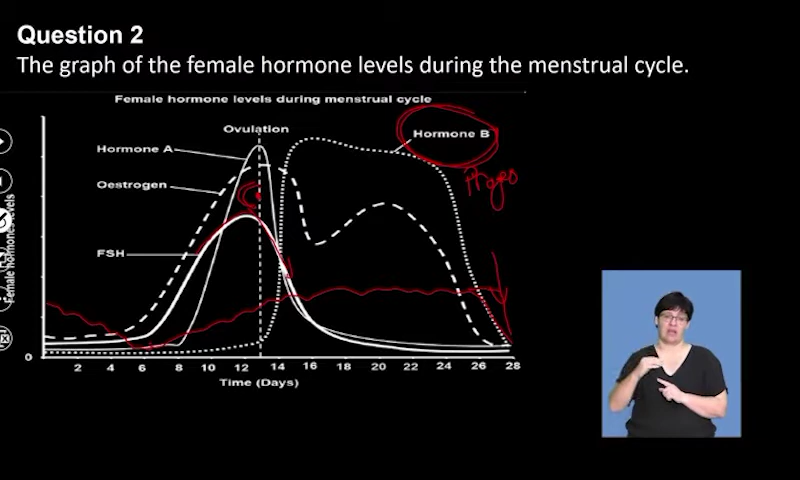 Question 2
The graph of the female hormone levels during the menstrual cycle.
Female hormone levels during menstrual cycle
Ovulation
Hormone B
Hormone A
Oestrogen
FSH
Female hormone levels
0
2 4 6 8 10 12 14 16 18 20 22 24 26 28
Time (Days)